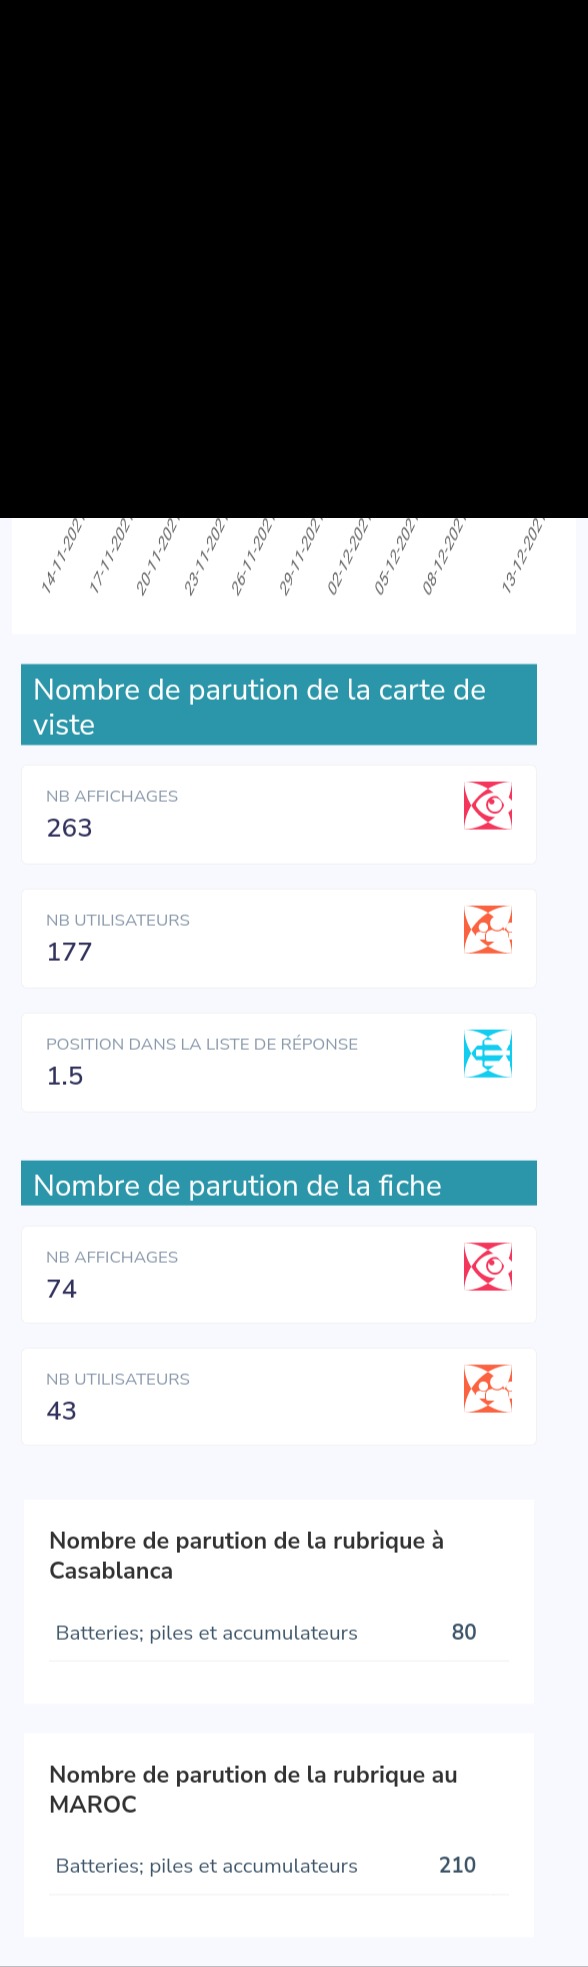 14-11-202
17-11-202
20-11-202
23-11-202
26-11-202
29-11-202
02-12-202
05-12-202
08-12-202
13-12-202
Nombre de parution de la carte de
viste
NB AFFICHAGES
263
NB UTILISATEURS
177
POSITION DANS LA LISTE DE RÉPONSE
1.5
Nombre de parution de la fiche
NB AFFICHAGES
74
NB UTILISATEURS
43
Nombre de parution de la rubrique à
Casablanca
Batteries; piles et accumulateurs 80
Nombre de parution de la rubrique au
MAROC
Batteries; piles et accumulateurs 210